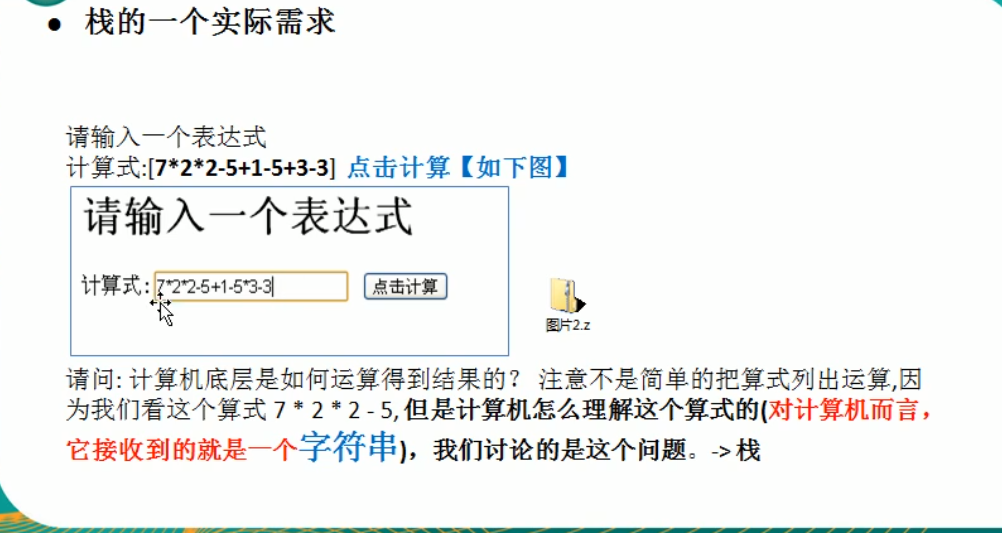 ● 栈的一个实际需求
请输入一个表达式
计算式:[7*2*2-5+1-5+3-3] 点击计算【如下图】
请输入一个表达式
计算式: 7*2*2-5+1-5*3-3 点击计算
图片2.z
请问: 计算机底层是如何运算得到结果的? 注意不是简单的把算式列出运算,因
为我们看这个算式 7 * 2 * 2 - 5, 但是计算机怎么理解这个算式的(对计算机而言，
它接收到的就是一个字符串)，我们讨论的是这个问题。-> 栈